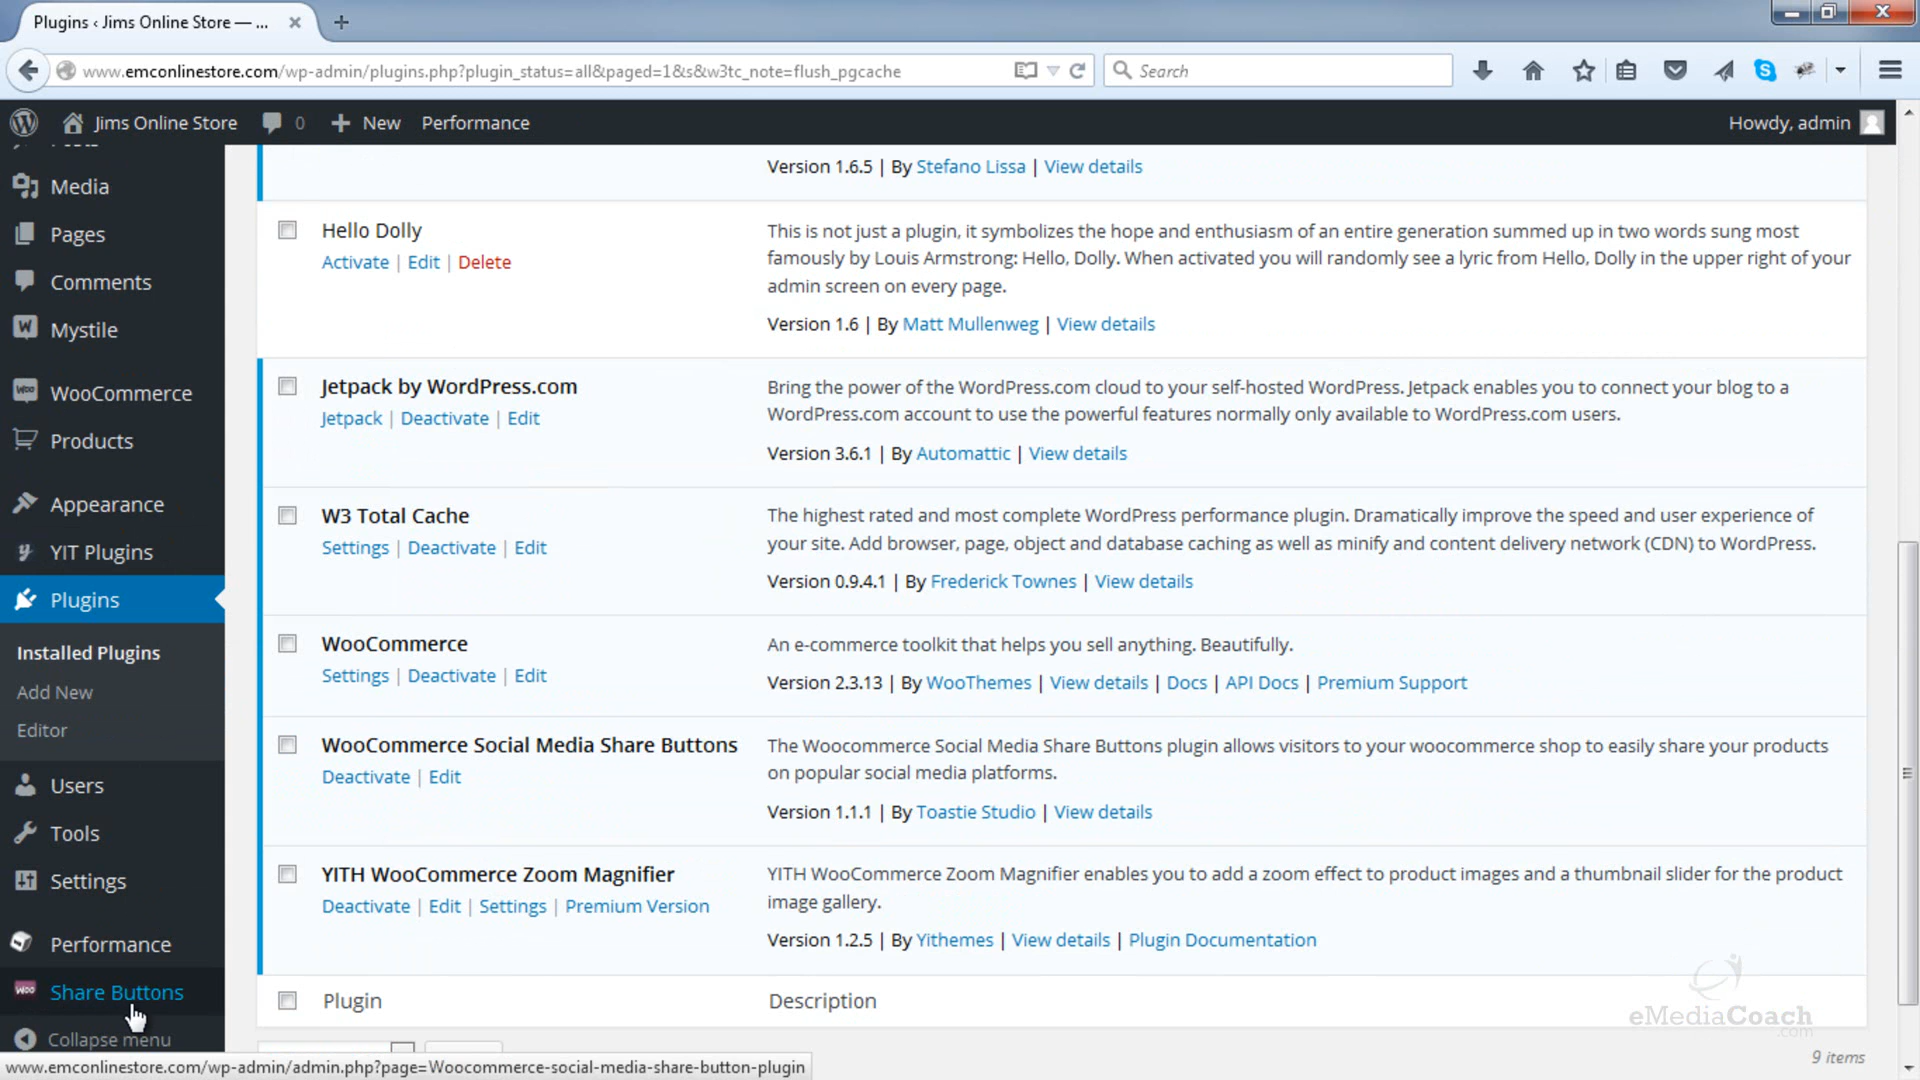 Plugins ‹ Jims Online Store — ...
www.emconlinestore.com/wp-admin/plugins.php?plugin_status=all&paged=1&s&w3tc_note=flush_pgcache
Search
Jims Online Store 0 New Performance Howdy, admin
Media
Pages
Comments
Mystile
WooCommerce
Products
Appearance
YIT Plugins
Plugins
Installed Plugins
Add New
Editor
Users
Tools
Settings
Performance
Share Buttons
Collapse menu
Version 1.6.5 | By Stefano Lissa | View details
Hello Dolly
Activate | Edit | Delete
This is not just a plugin, it symbolizes the hope and enthusiasm of an entire generation summed up in two words sung most
famously by Louis Armstrong: Hello, Dolly. When activated you will randomly see a lyric from Hello, Dolly in the upper right of your
admin screen on every page.
Version 1.6 | By Matt Mullenweg | View details
Jetpack by WordPress.com
Jetpack | Deactivate | Edit
Bring the power of the WordPress.com cloud to your self-hosted WordPress. Jetpack enables you to connect your blog to a
WordPress.com account to use the powerful features normally only available to WordPress.com users.
Version 3.6.1 | By Automattic | View details
W3 Total Cache
Settings | Deactivate | Edit
The highest rated and most complete WordPress performance plugin. Dramatically improve the speed and user experience of
your site. Add browser, page, object and database caching as well as minify and content delivery network (CDN) to WordPress.
Version 0.9.4.1 | By Frederick Townes | View details
WooCommerce
Settings | Deactivate | Edit
An e-commerce toolkit that helps you sell anything. Beautifully.
Version 2.3.13 | By WooThemes | View details | Docs | API Docs | Premium Support
WooCommerce Social Media Share Buttons
Deactivate | Edit
The Woocommerce Social Media Share Buttons plugin allows visitors to your woocommerce shop to easily share your products
on popular social media platforms.
Version 1.1.1 | By Toastie Studio | View details
YITH WooCommerce Zoom Magnifier
Deactivate | Edit | Settings | Premium Version
YITH WooCommerce Zoom Magnifier enables you to add a zoom effect to product images and a thumbnail slider for the product
image gallery.
Version 1.2.5 | By Yithemes | View details | Plugin Documentation
Plugin Description
eMediaCoach
.com
9 items
www.emconlinestore.com/wp-admin/admin.php?page=Woocommerce-social-media-share-button-plugin